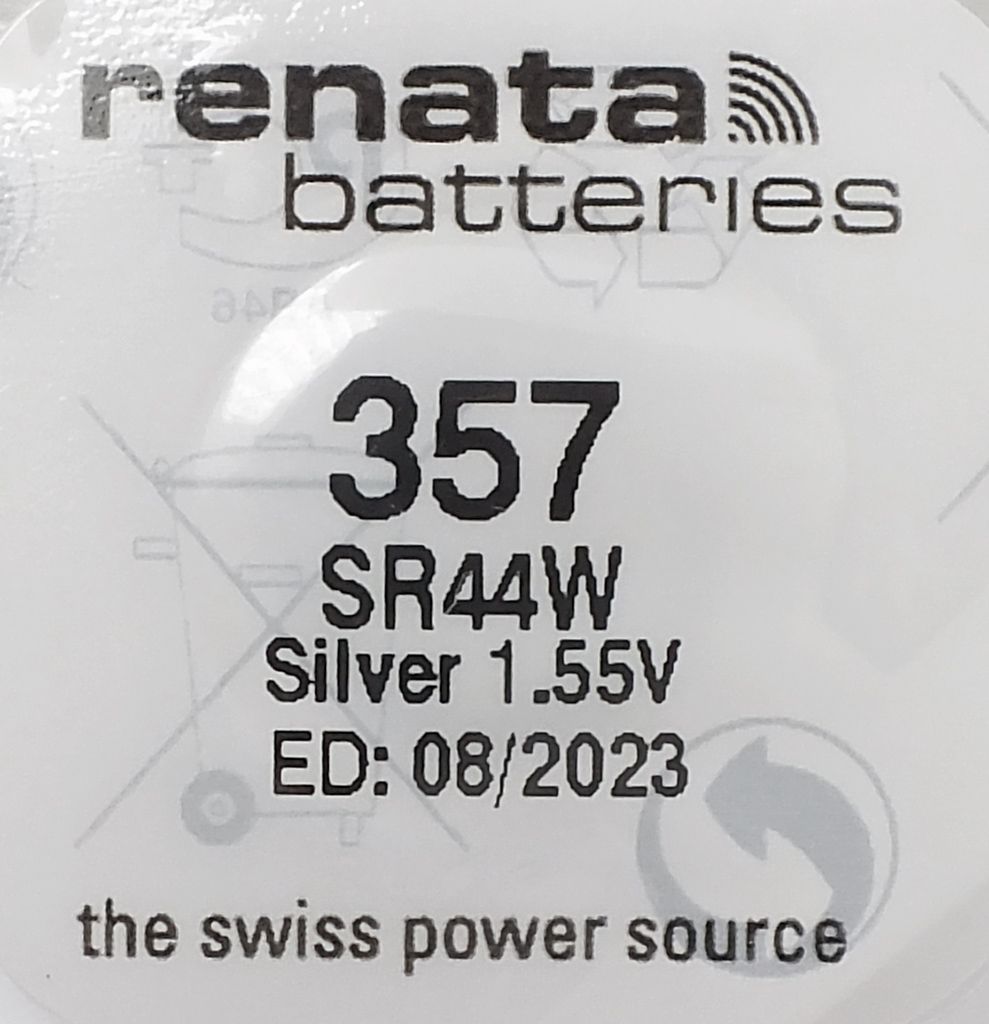 renata
batteries
357
SR44W
Silver 1.55V
ED: 08/2023
the swiss power source